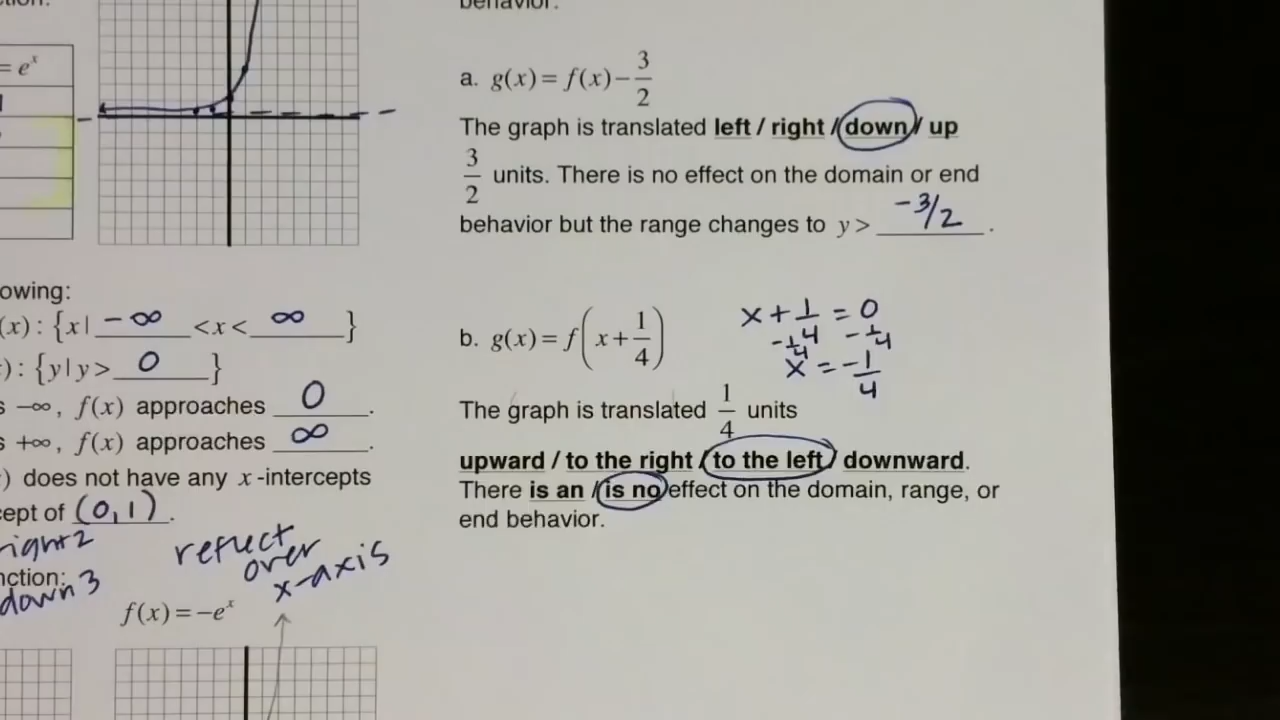 = e^x
owing:
(x) : {x | -∞ < x < ∞ }
) : {y | y > 0 }
s -∞, f(x) approaches 0.
s +∞, f(x) approaches ∞.
) does not have any x-intercepts
cept of (0,1).
right 2
reflect
over
x-axis
nction:
down 3
f(x) = -e^x
behavior.
a. g(x) = f(x) - 3/2
The graph is translated left / right / down / up
3/2 units. There is no effect on the domain or end
behavior but the range changes to y > -3/2.
b. g(x) = f(x + 1/4)
x + 1/4 = 0
-1/4 -1/4
x = -1/4
The graph is translated 1/4 units
upward / to the right / to the left / downward.
There is an / is no effect on the domain, range, or
end behavior.